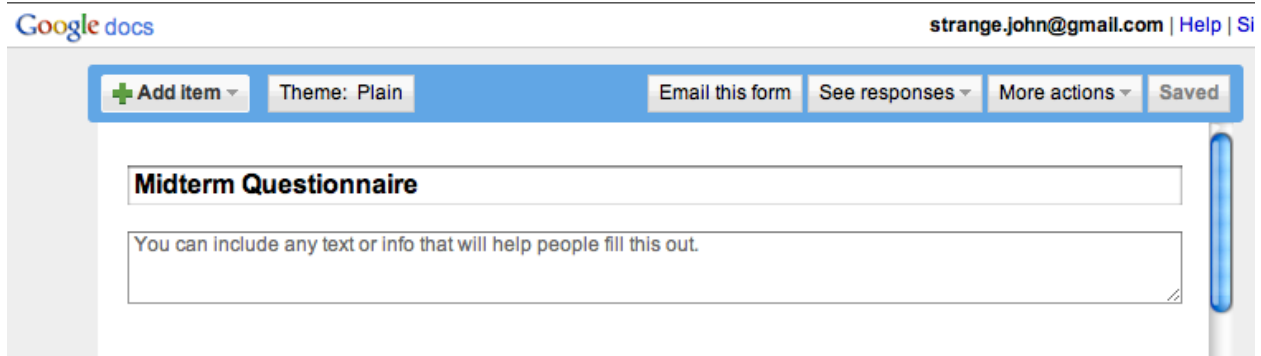 Google docs strange.john@gmail.com | Help | Si
Add item Theme: Plain Email this form See responses More actions Saved
Midterm Questionnaire
You can include any text or info that will help people fill this out.